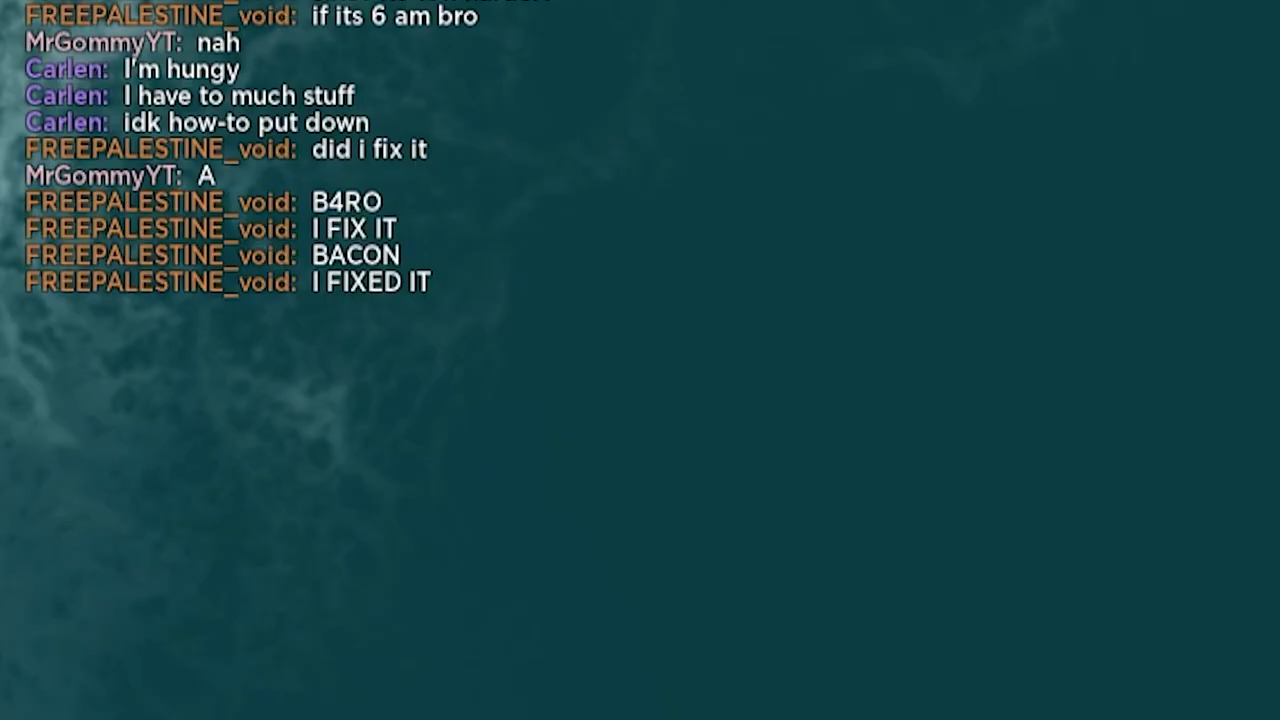 FREEPALESTINE_void: if its 6 am bro
MrGommyYT: nah
Carlen: I'm hungy
Carlen: I have to much stuff
Carlen: idk how-to put down
FREEPALESTINE_void: did i fix it
MrGommyYT: A
FREEPALESTINE_void: B4RO
FREEPALESTINE_void: I FIX IT
FREEPALESTINE_void: BACON
FREEPALESTINE_void: I FIXED IT